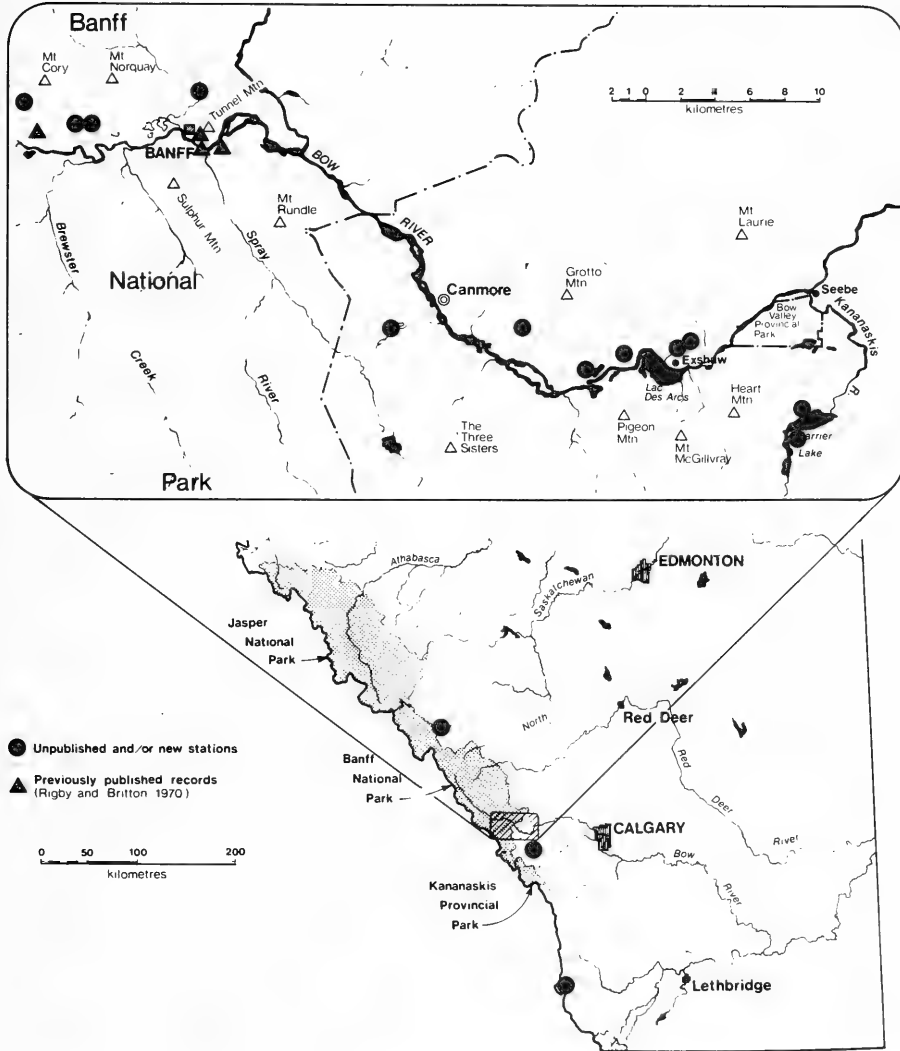 Banff
Mt
Cory
Mt
Norquay
Tunnel Mtn
2 1 0 2 4 6 8 10
kilometres
BANFF
BOW
RIVER
Sulphur Mtn
Mt
Rundle
Mt
Laurie
Brewster
Creek
Spray
River
National
Canmore
Grotto
Mtn
Seebe
Bow
Valley
Provincial
Park
Kananaskis
R.
Exshaw
Lac
Des Arcs
Heart
Mtn
Pigeon
Mtn
Mt
McGillivray
The
Three
Sisters
Barrier
Lake
Park
Athabasca
EDMONTON
Saskatchewan
North
Jasper
National
Park
Red Deer
Red
Deer
River
Unpublished and/or new stations
Previously published records
(Rigby and Britton 1970)
Banff
National
Park
0 50 100 200
kilometres
CALGARY
Bow
River
Kananaskis
Provincial
Park
Lethbridge